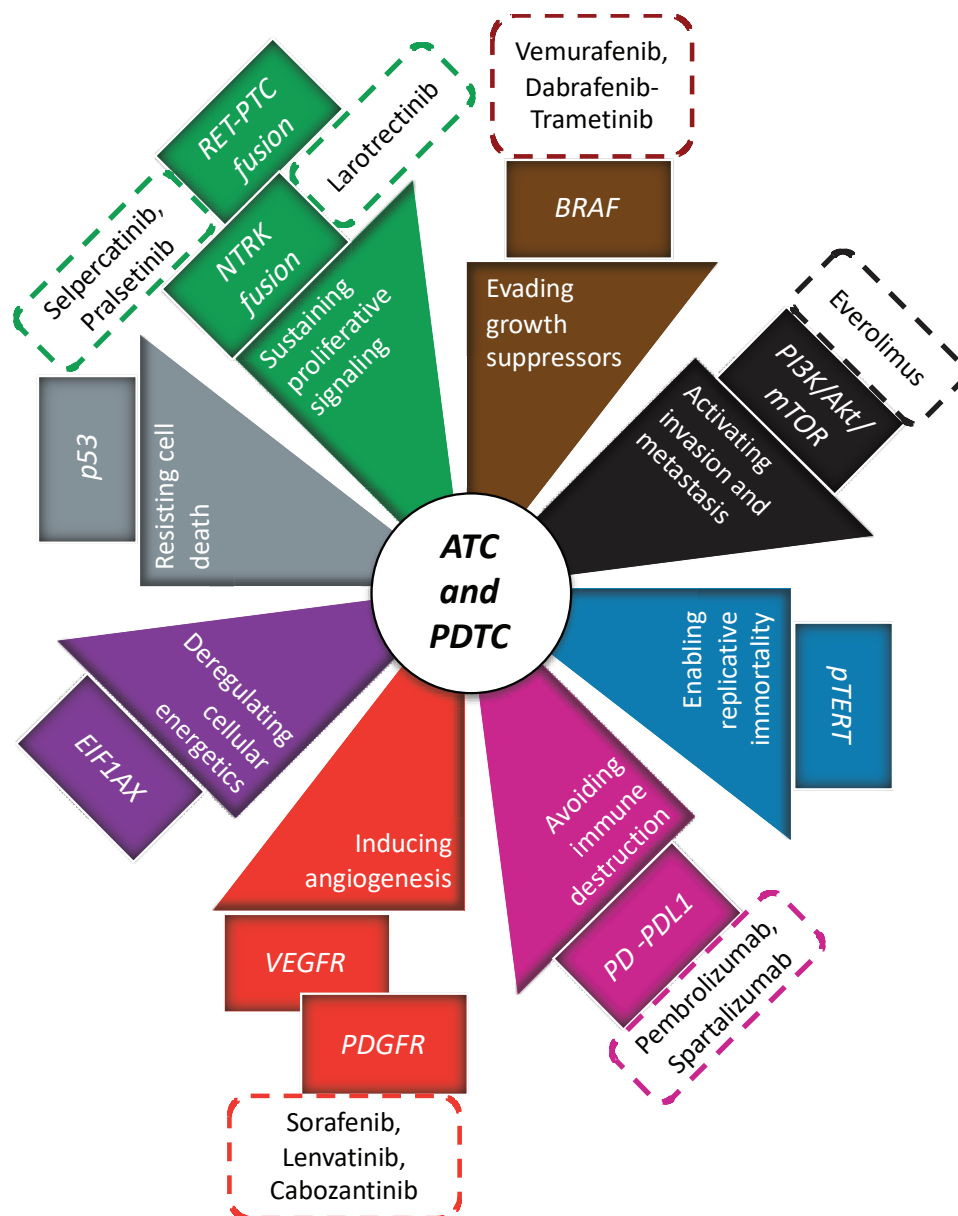 Vemurafenib,
Dabrafenib-
Trametinib
BRAF
Evading
growth
suppressors
RET-PTC
fusion
Larotrectinib
Selpercatinib,
Pralsetinib
NTRK
fusion
Sustaining
proliferative
signaling
Everolimus
PI3K/Akt/
mTOR
Activating
invasion and
metastasis
p53
Resisting cell
death
ATC
and
PDTC
Enabling
replicative
immortality
pTERT
Deregulating
cellular
energetics
EIF1AX
Avoiding
immune
destruction
PD -PDL1
Pembrolizumab,
Spartalizumab
Inducing
angiogenesis
VEGFR
PDGFR
Sorafenib,
Lenvatinib,
Cabozantinib